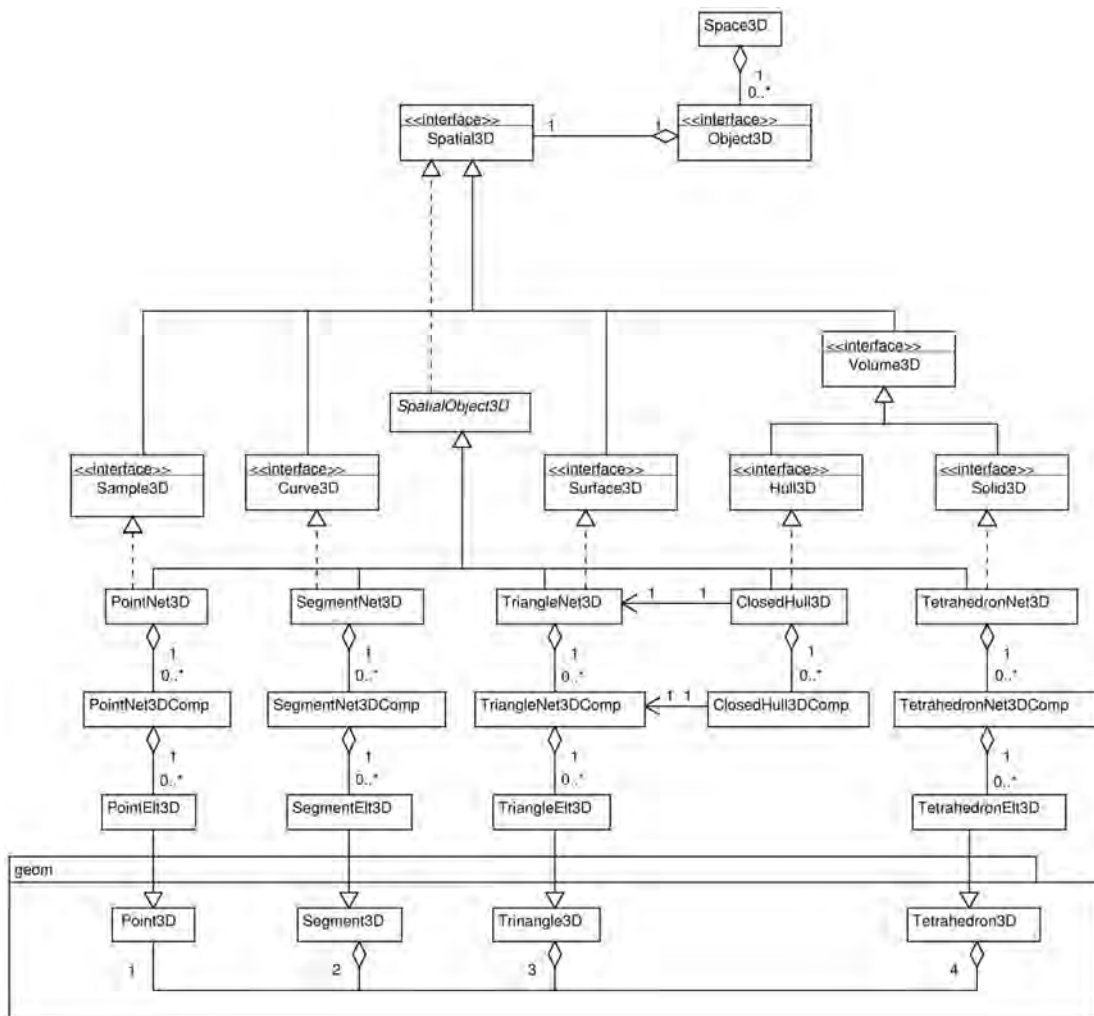 Space3D
1
0..*
<<interface>>
Spatial3D
1
1
<<interface>>
Object3D
<<interface>>
Volume3D
SpatialObject3D
<<interface>>
Sample3D
<<interface>>
Curve3D
<<interface>>
Surface3D
<<interface>>
Hull3D
<<interface>>
Solid3D
PointNet3D
SegmentNet3D
TriangleNet3D
1
1
ClosedHull3D
TetrahedronNet3D
1
0..*
1
0..*
1
0..*
1
0..*
1
0..*
PointNet3DComp
SegmentNet3DComp
TriangleNet3DComp
1
1
ClosedHull3DComp
TetrahedronNet3DComp
1
0..*
1
0..*
1
0..*
1
0..*
PointElt3D
SegmentElt3D
TriangleElt3D
TetrahedronElt3D
geom
Point3D
Segment3D
Trinangle3D
Tetrahedron3D
1
2
3
4